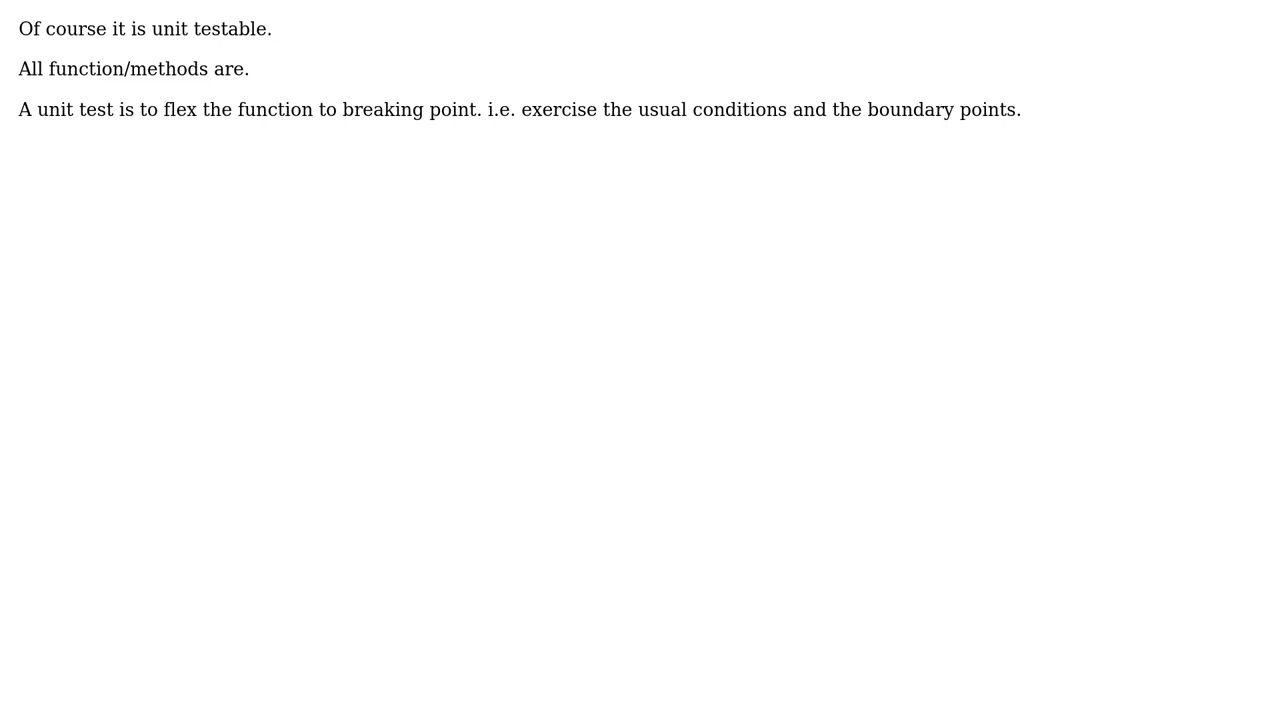 Of course it is unit testable.
All function/methods are.
A unit test is to flex the function to breaking point. i.e. exercise the usual conditions and the boundary points.